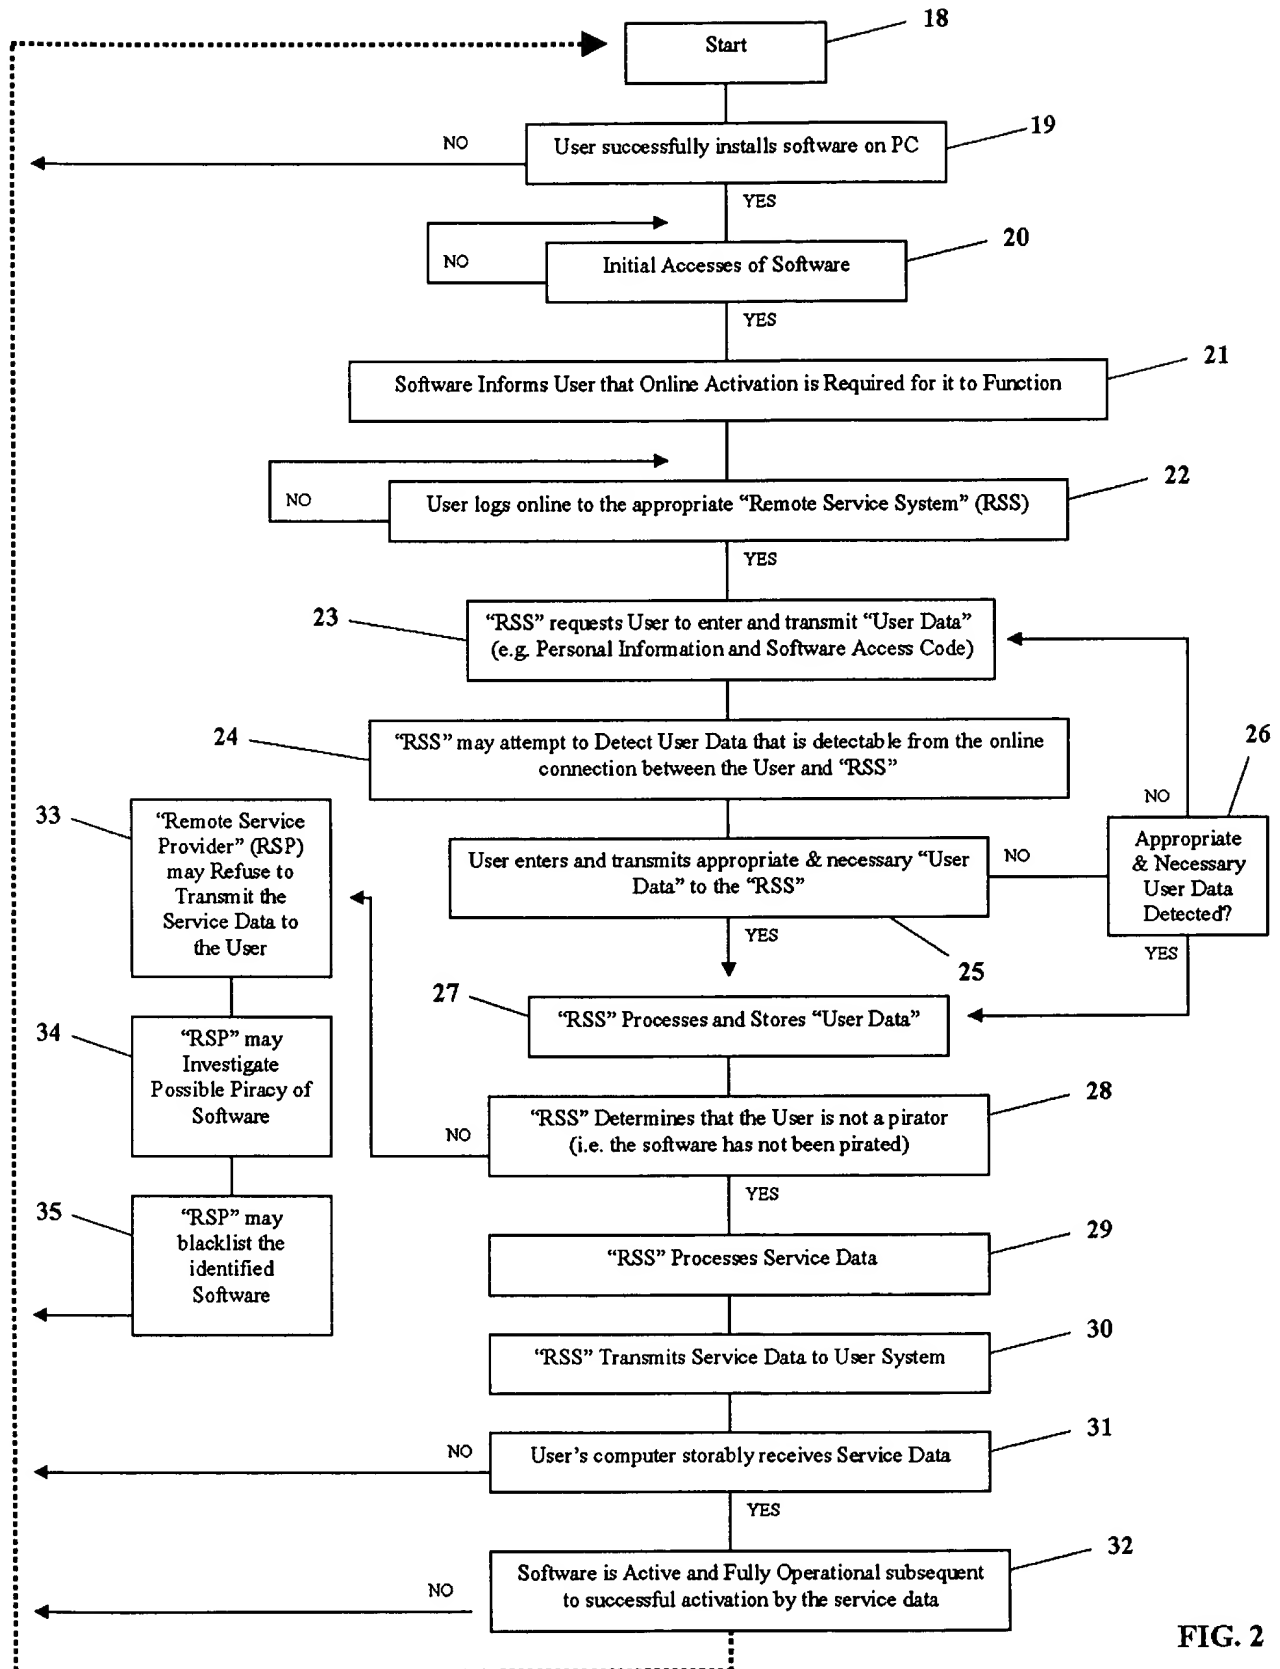 18
Start
19
NO
User successfully installs software on PC
YES
20
NO
Initial Accesses of Software
YES
21
Software Informs User that Online Activation is Required for it to Function
22
NO
User logs online to the appropriate “Remote Service System” (RSS)
YES
23
“RSS” requests User to enter and transmit “User Data”
(e.g. Personal Information and Software Access Code)
24
“RSS” may attempt to Detect User Data that is detectable from the online
connection between the User and “RSS”
26
NO
Appropriate
& Necessary
User Data
Detected?
YES
User enters and transmits appropriate & necessary “User
Data” to the “RSS”
NO
YES
25
33
“Remote Service
Provider” (RSP)
may Refuse to
Transmit the
Service Data to
the User
27
“RSS” Processes and Stores “User Data”
34
“RSP” may
Investigate
Possible Piracy of
Software
28
NO
“RSS” Determines that the User is not a pirator
(i.e. the software has not been pirated)
YES
35
“RSP” may
blacklist the
identified
Software
29
“RSS” Processes Service Data
30
“RSS” Transmits Service Data to User System
31
NO
User’s computer storably receives Service Data
YES
32
NO
Software is Active and Fully Operational subsequent
to successful activation by the service data
FIG. 2